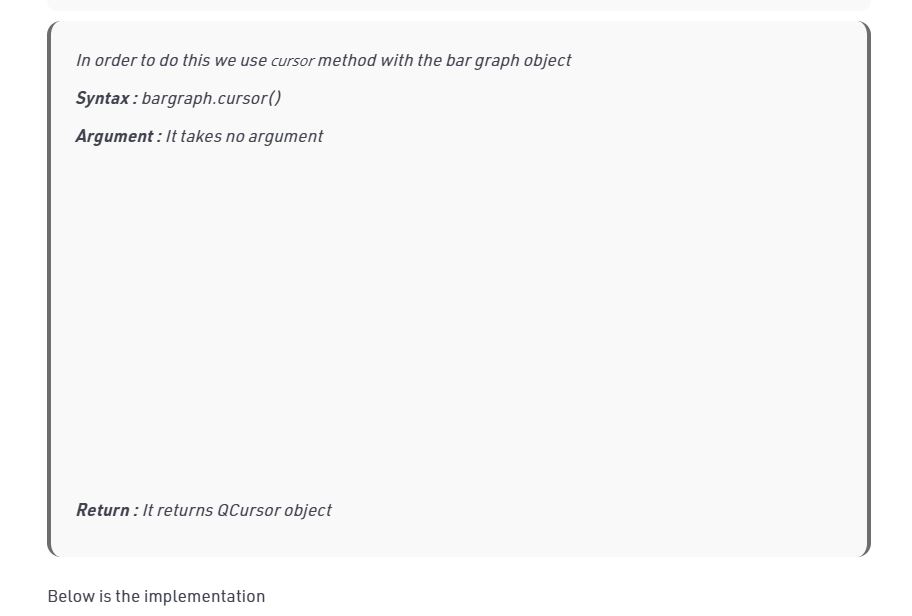 In order to do this we use cursor method with the bar graph object
Syntax : bargraph.cursor()
Argument : It takes no argument
Return : It returns QCursor object
Below is the implementation